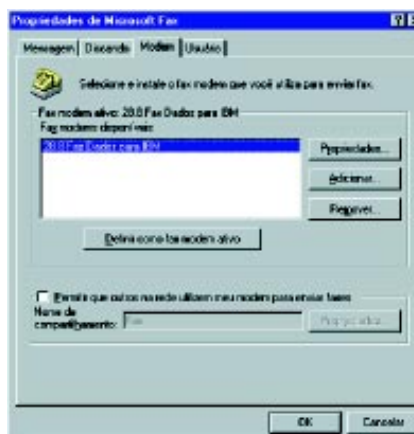 Propriedades de Microsoft Fax
Mensagem Discando Modem Usuário
Selecione e instale o fax modem que você utiliza para enviar fax.
Fax modem ativo: 28.8 Fax Dados para IBM
Fax modems disponíveis:
28.8 Fax Dados para IBM
Propriedades...
Adicionar...
Remover...
Definir como fax modem ativo
Permitir que outros na rede utilizem meu modem para enviar faxes
Nome de
compartilhamento: Fax
Propriedades...
OK Cancelar